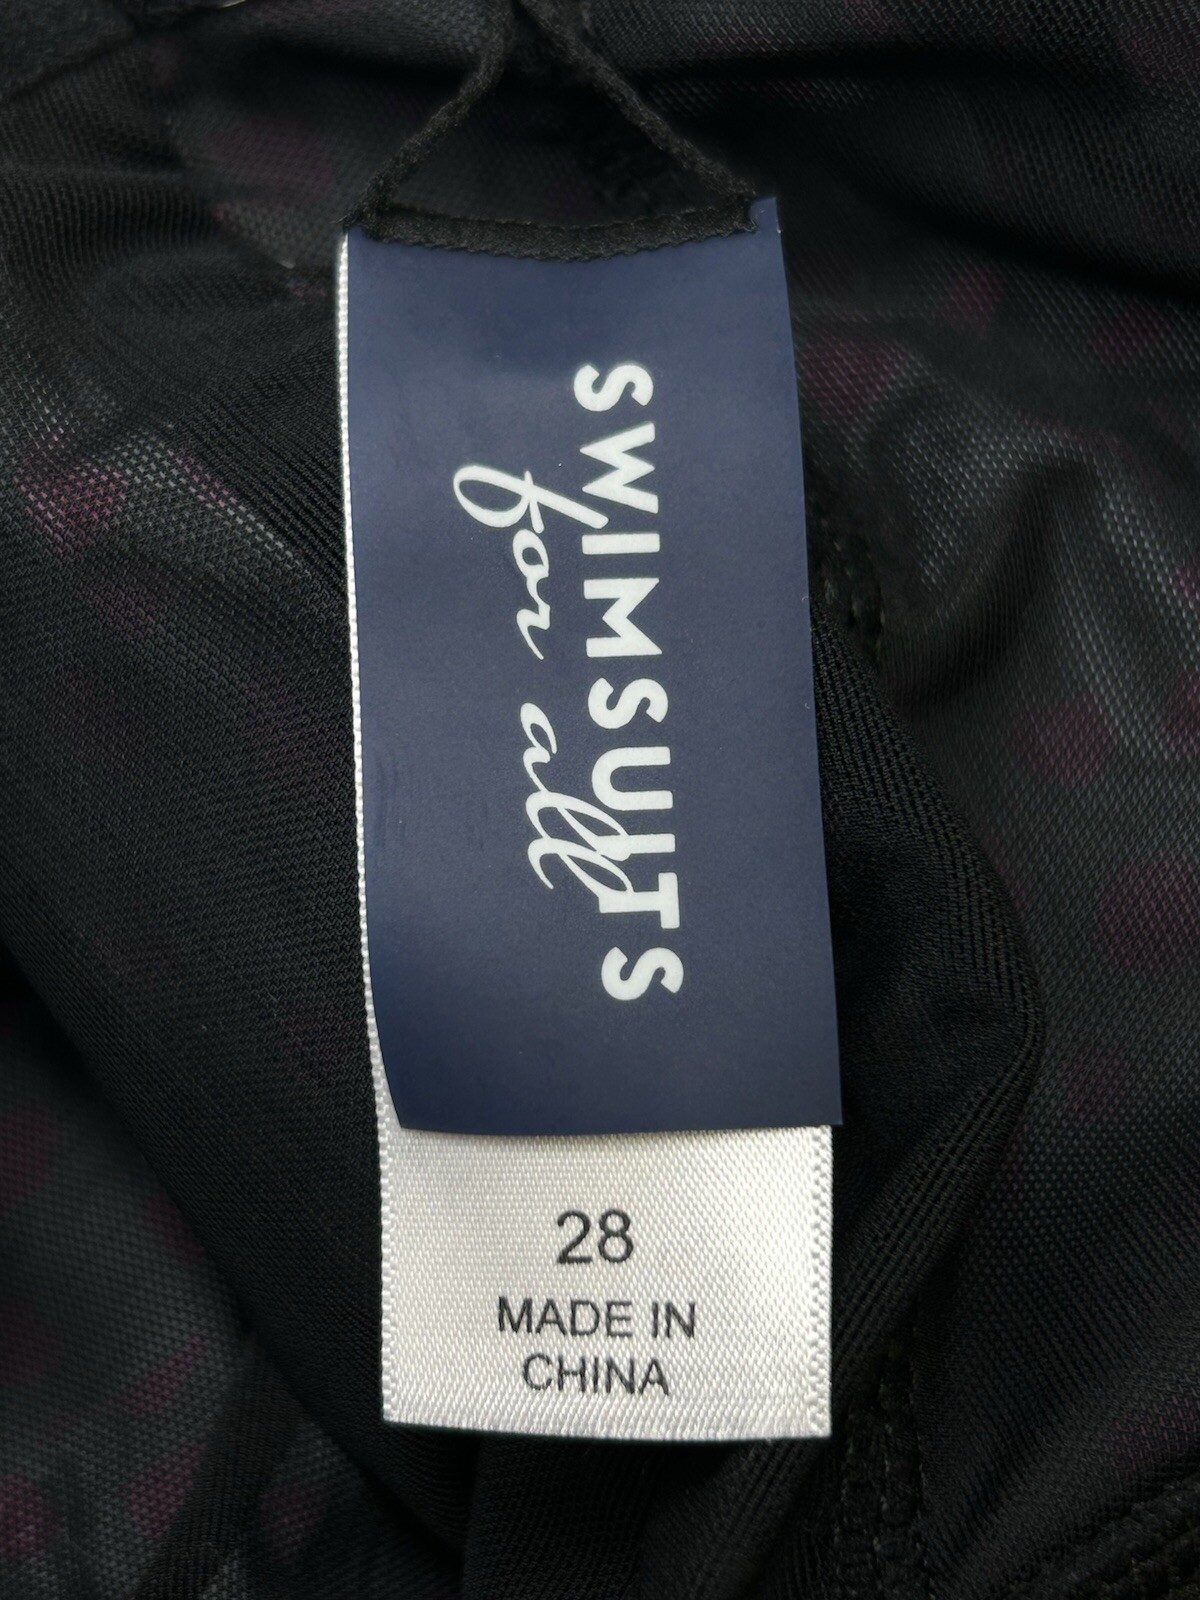 SWIMSUITS
for all
28
MADE IN
CHINA